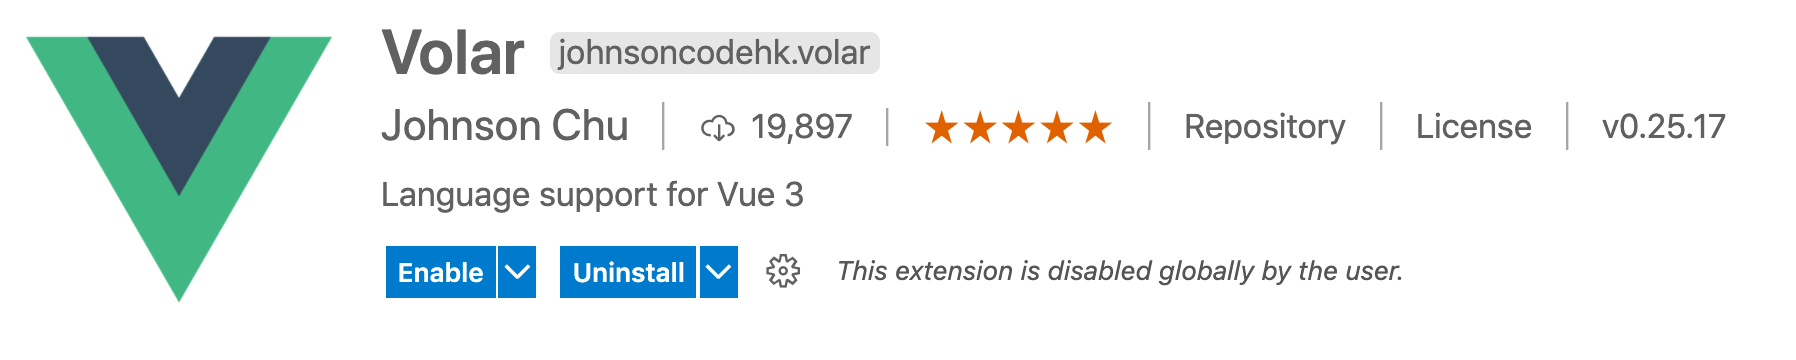 Volar johnsoncodehk.volar
Johnson Chu 19,897 Repository License v0.25.17
Language support for Vue 3
Enable Uninstall This extension is disabled globally by the user.